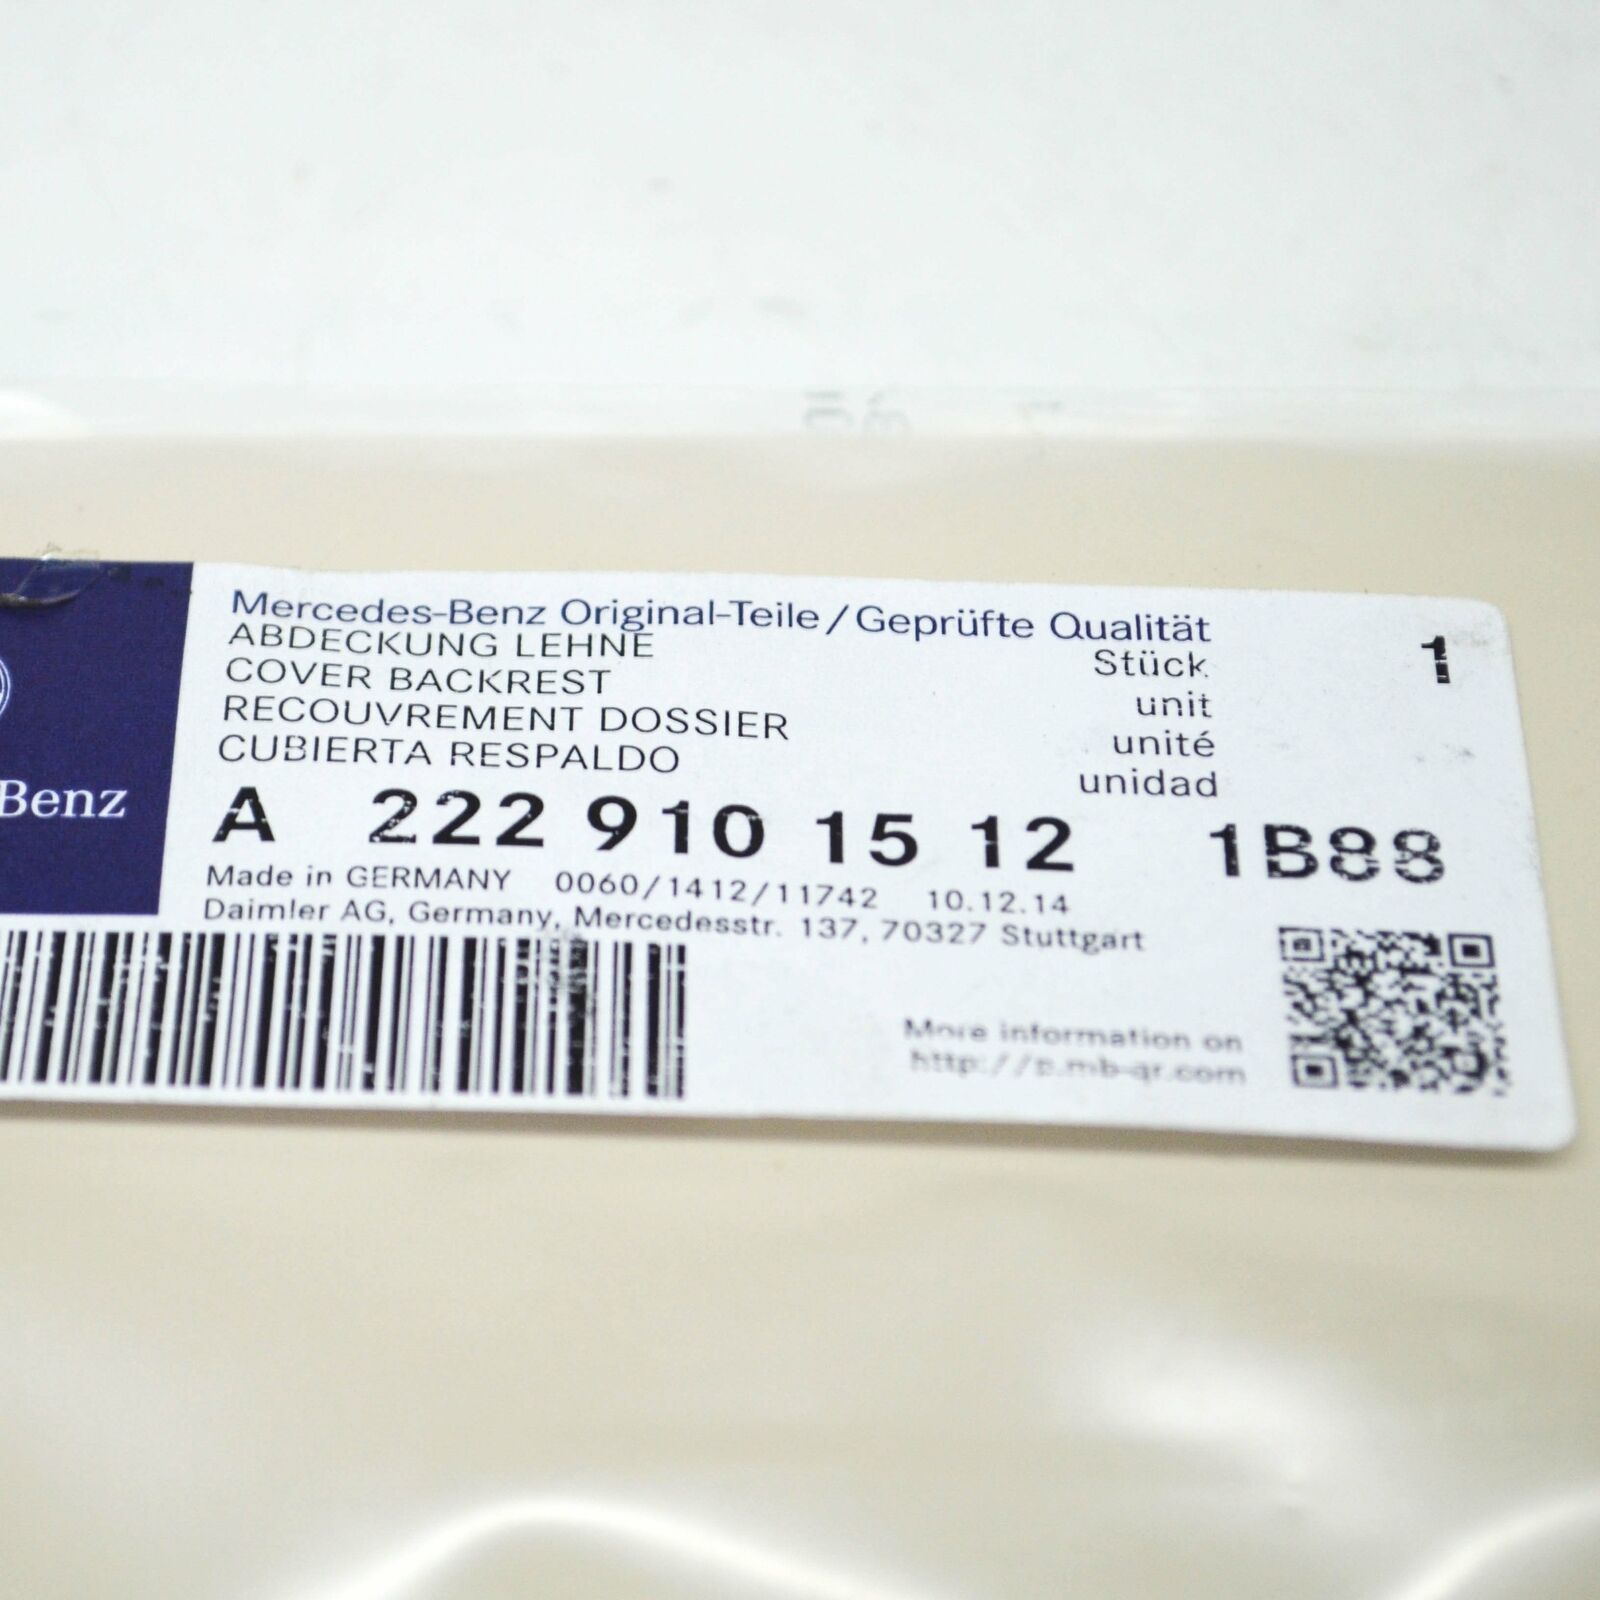 Mercedes-Benz Original-Teile/Geprüfte Qualität
ABDECKUNG LEHNE
COVER BACKREST
RECOUVREMENT DOSSIER
CUBIERTA RESPALDO
Stück 1
unit
unité
unidad
Benz
A 222 910 15 12 1B88
Made in GERMANY 0060/1412/11742 10.12.14
Daimler AG, Germany, Mercedesstr. 137, 70327 Stuttgart
More information on
http://p.mb-qr.com